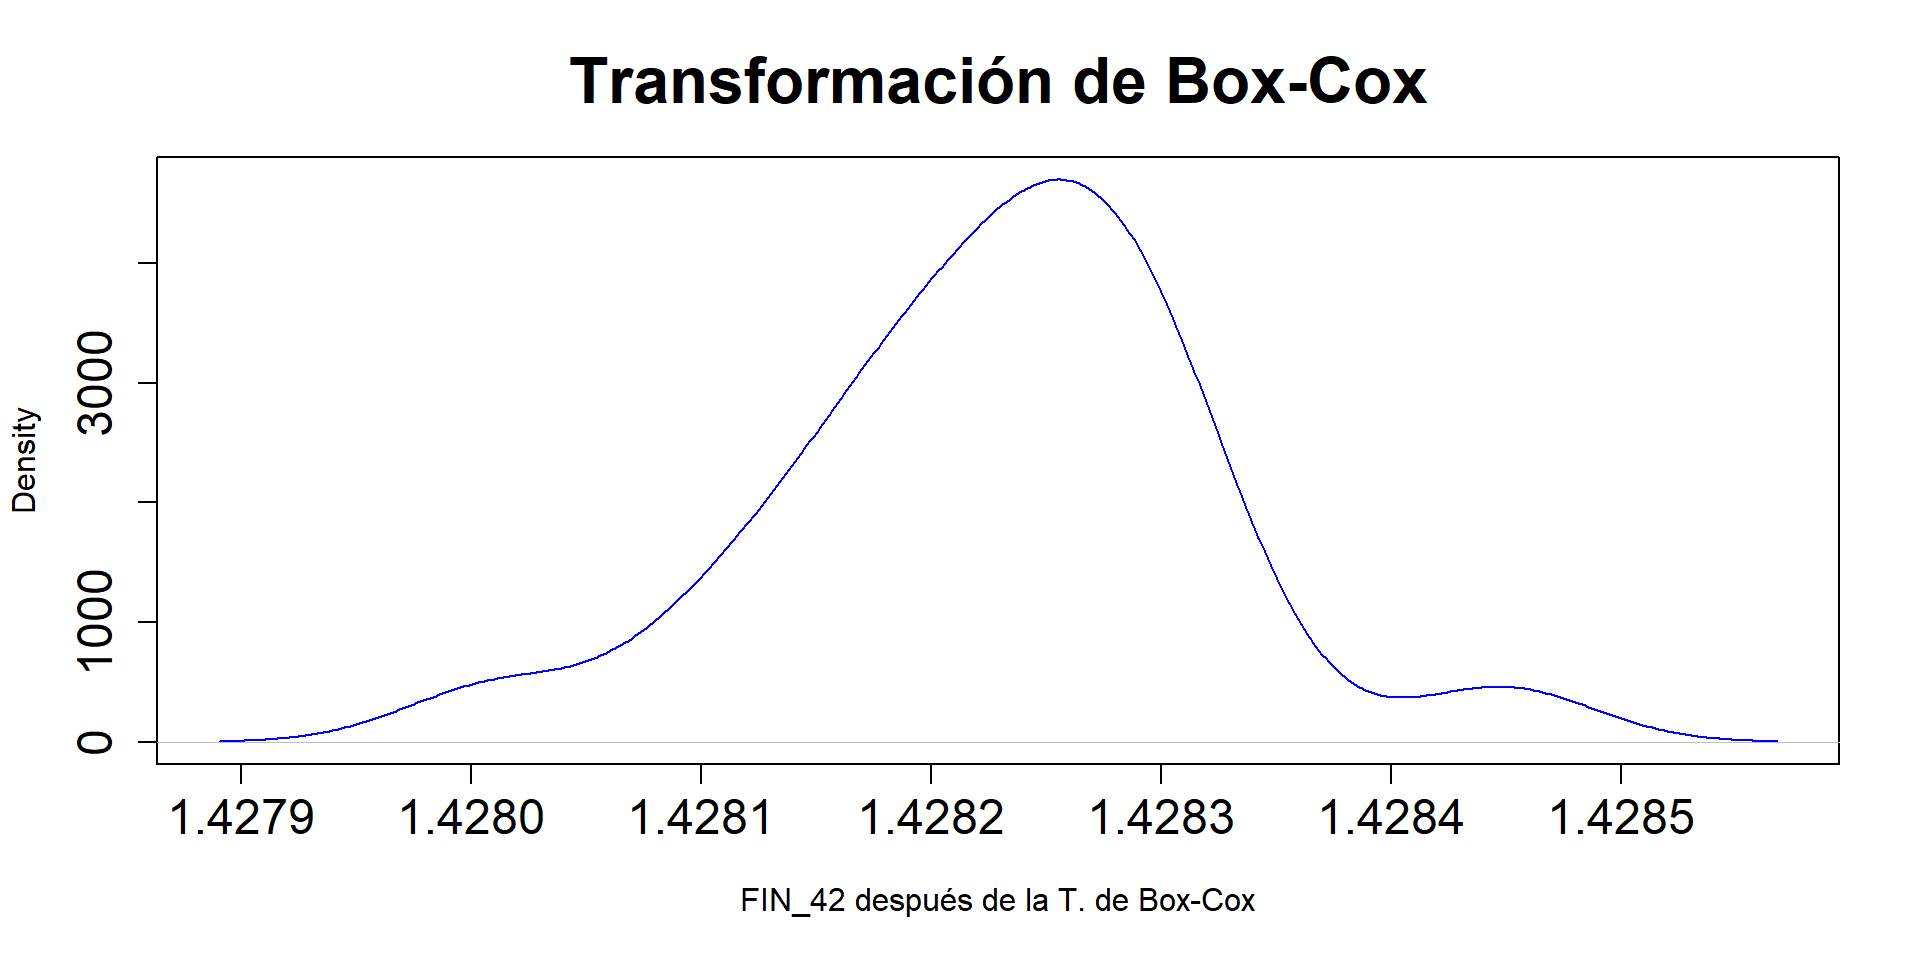 Transformación de Box-Cox
Density
3000
1000
0
1.4279 1.4280 1.4281 1.4282 1.4283 1.4284 1.4285
FIN_42 después de la T. de Box-Cox